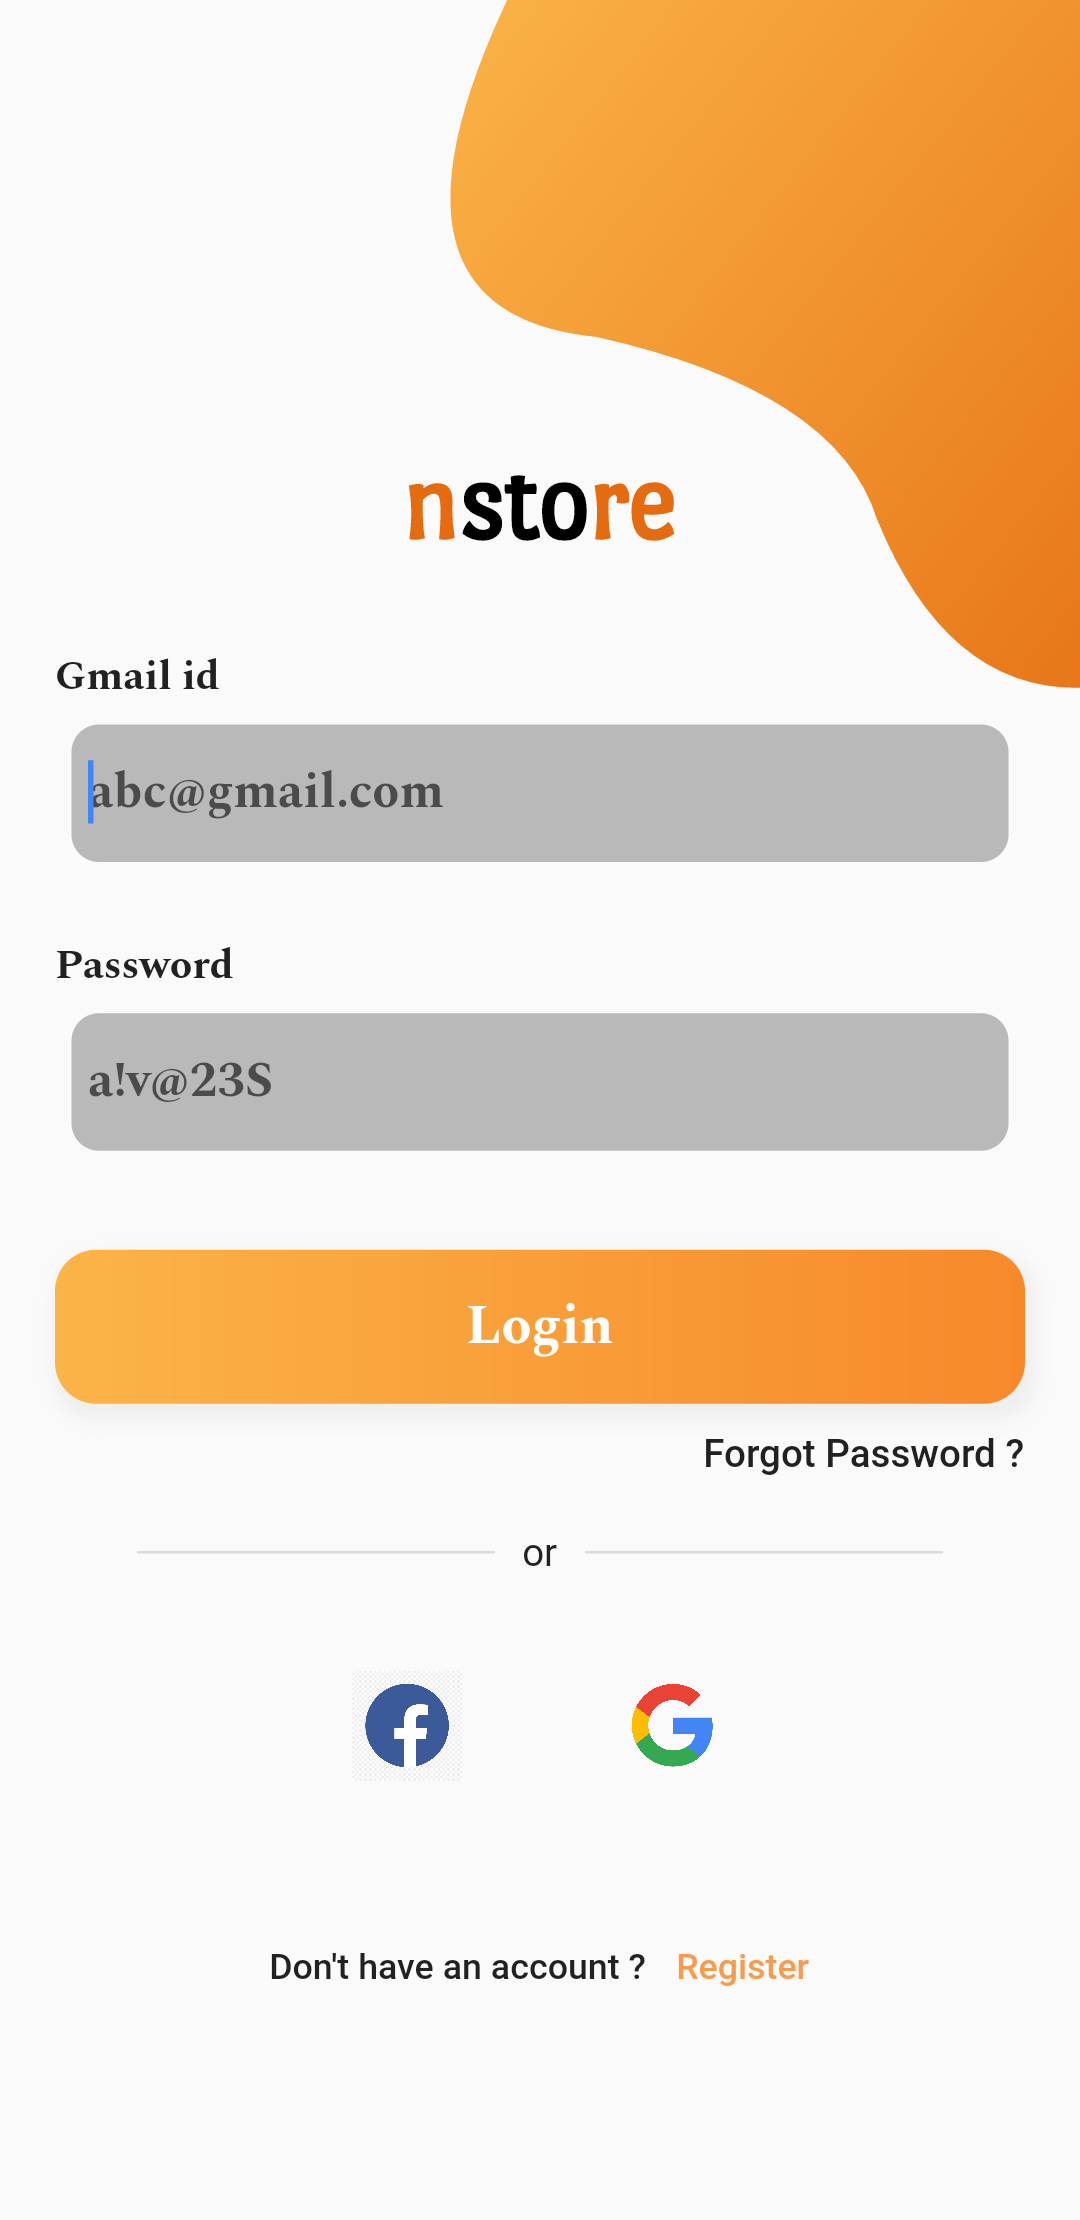 nstore
Gmail id
abc@gmail.com
Password
a!v@23S
Login
Forgot Password ?
or
Don't have an account ? Register